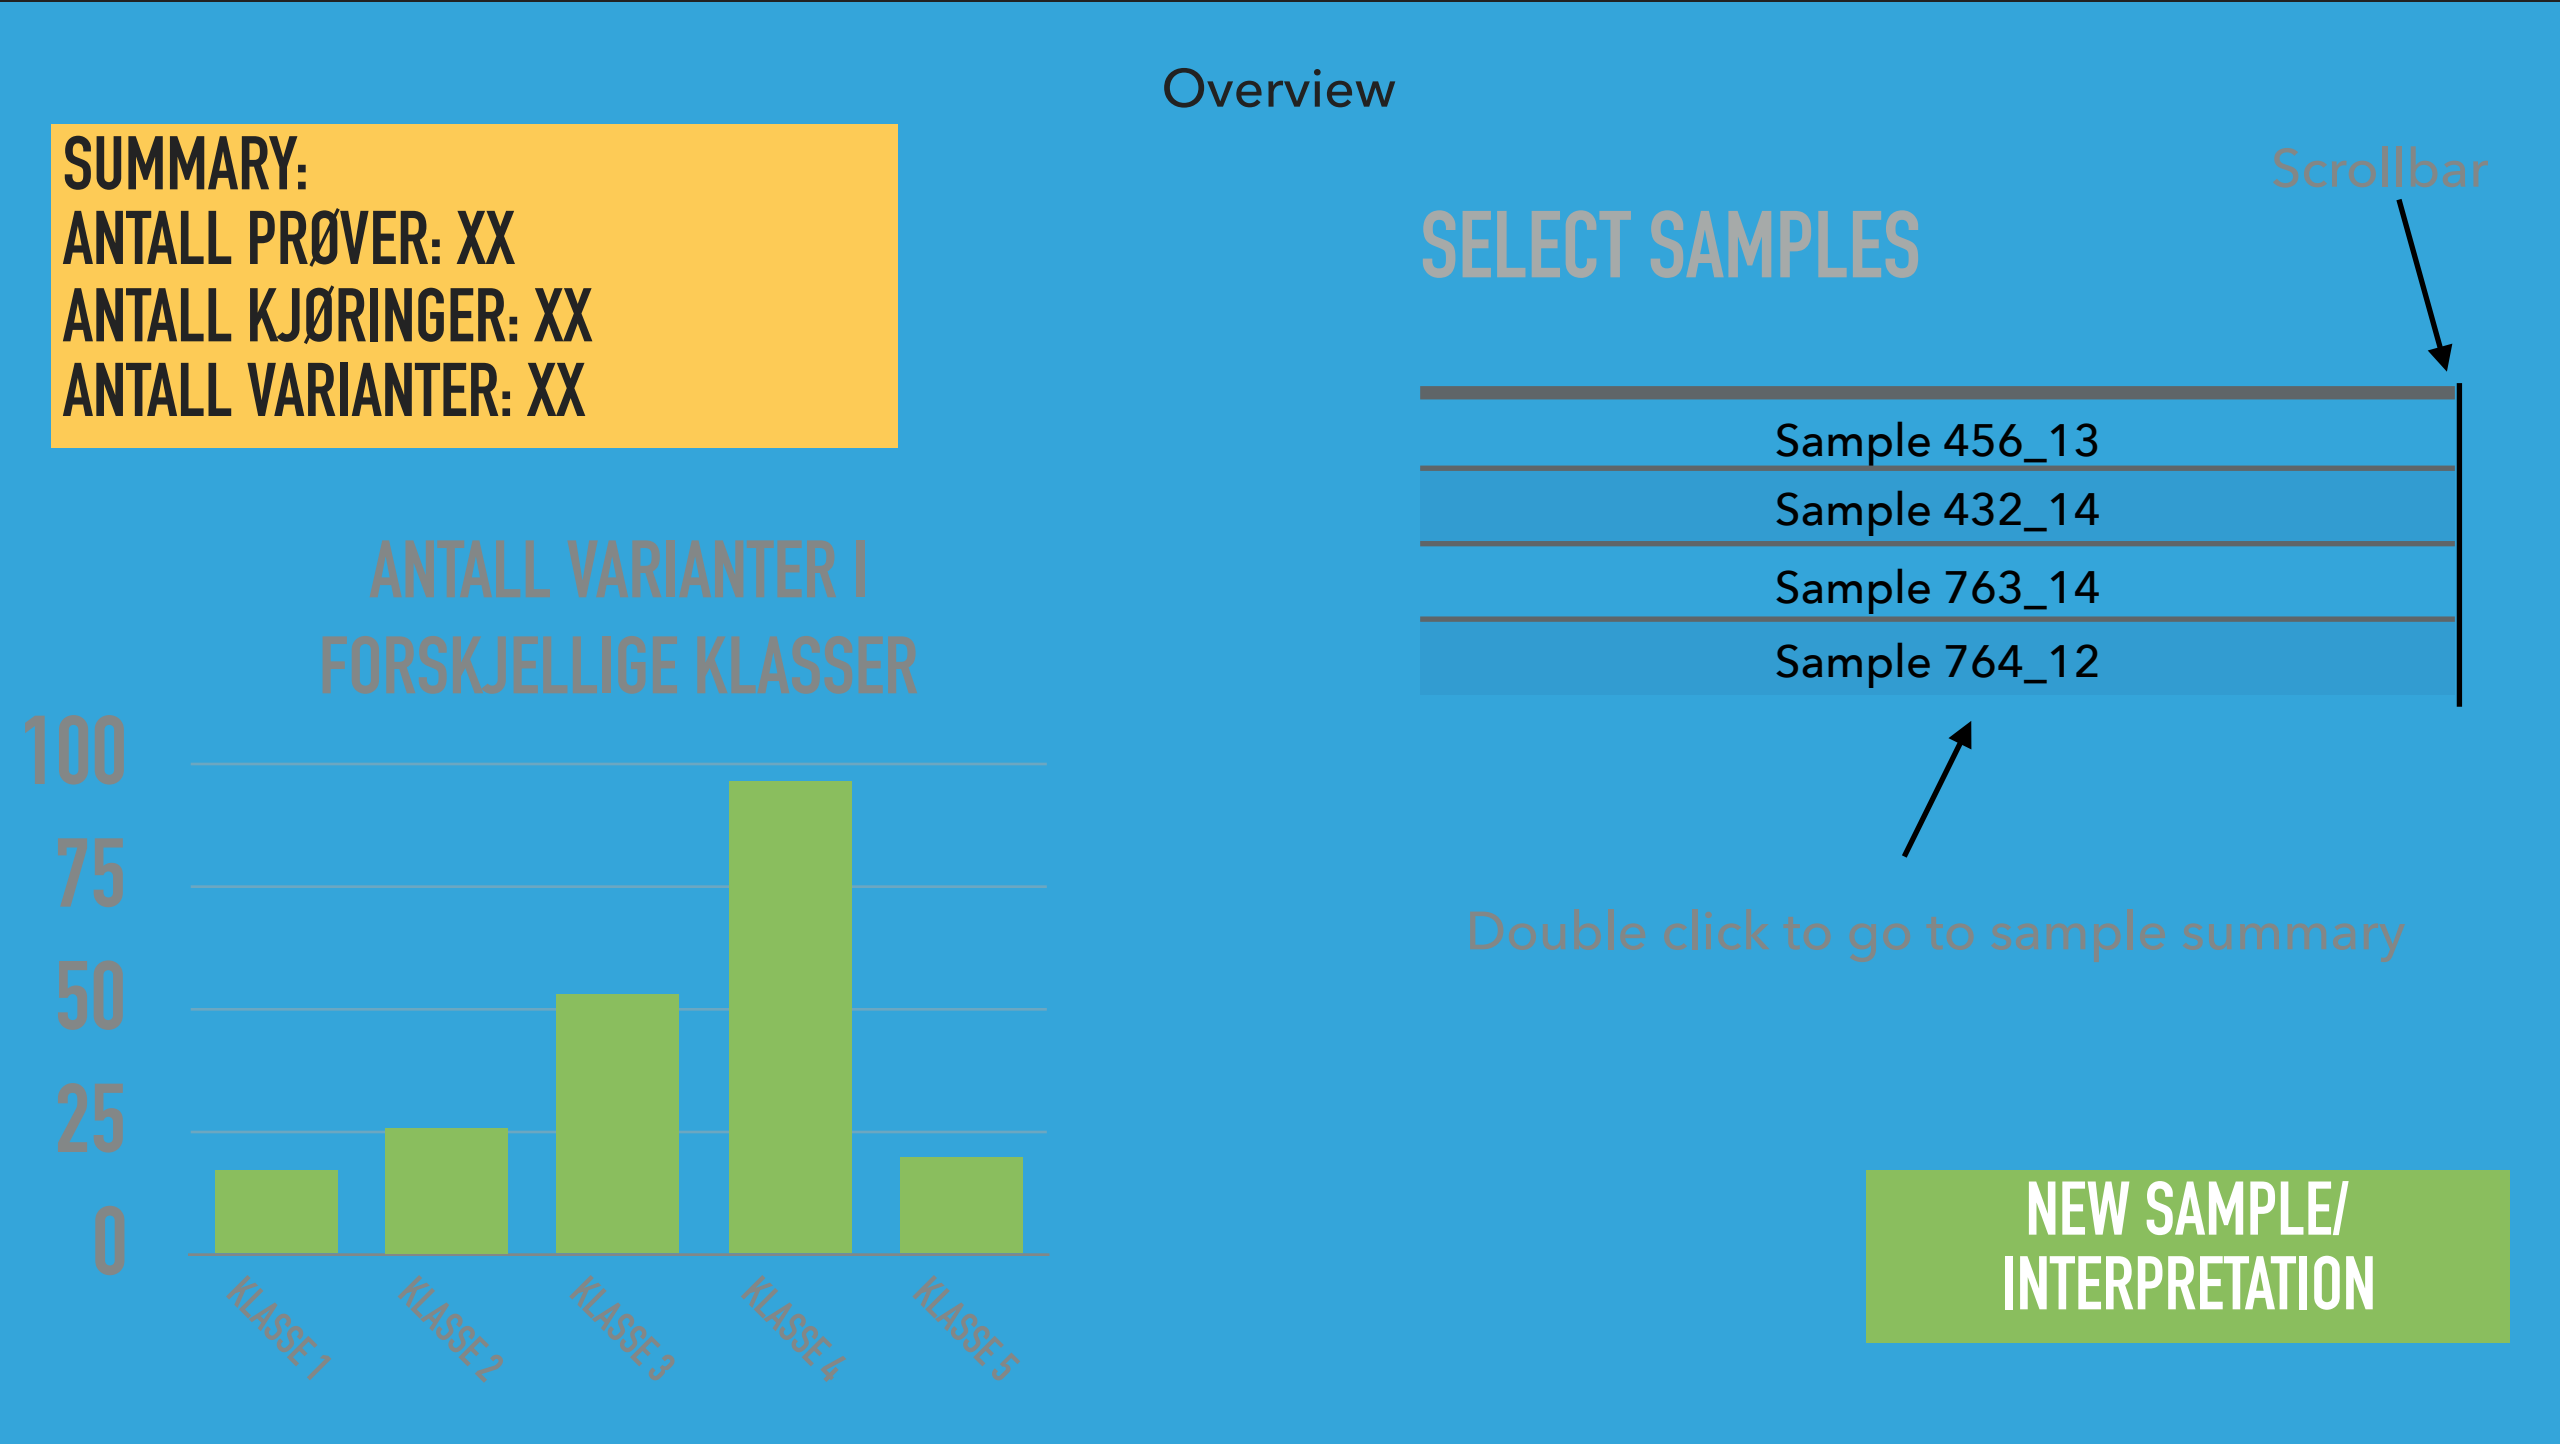 Overview
SUMMARY:
ANTALL PRØVER: XX
ANTALL KJØRINGER: XX
ANTALL VARIANTER: XX
Scrollbar
SELECT SAMPLES
Sample 456_13
Sample 432_14
Sample 763_14
Sample 764_12
Double click to go to sample summary
ANTALL VARIANTER I
FORSKJELLIGE KLASSER
100
75
50
25
0
KLASSE 1
KLASSE 2
KLASSE 3
KLASSE 4
KLASSE 5
NEW SAMPLE/
INTERPRETATION